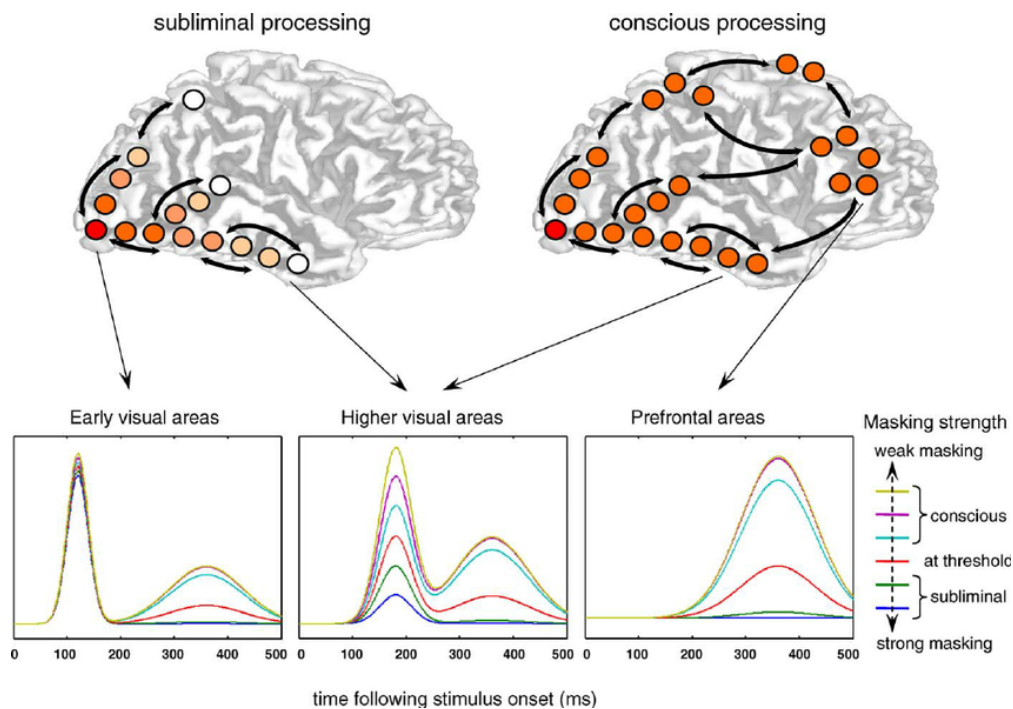 subliminal processing
conscious processing
Early visual areas
Higher visual areas
Prefrontal areas
Masking strength
weak masking
conscious
at threshold
subliminal
strong masking
0 100 200 300 400 500
0 100 200 300 400 500
0 100 200 300 400 500
time following stimulus onset (ms)